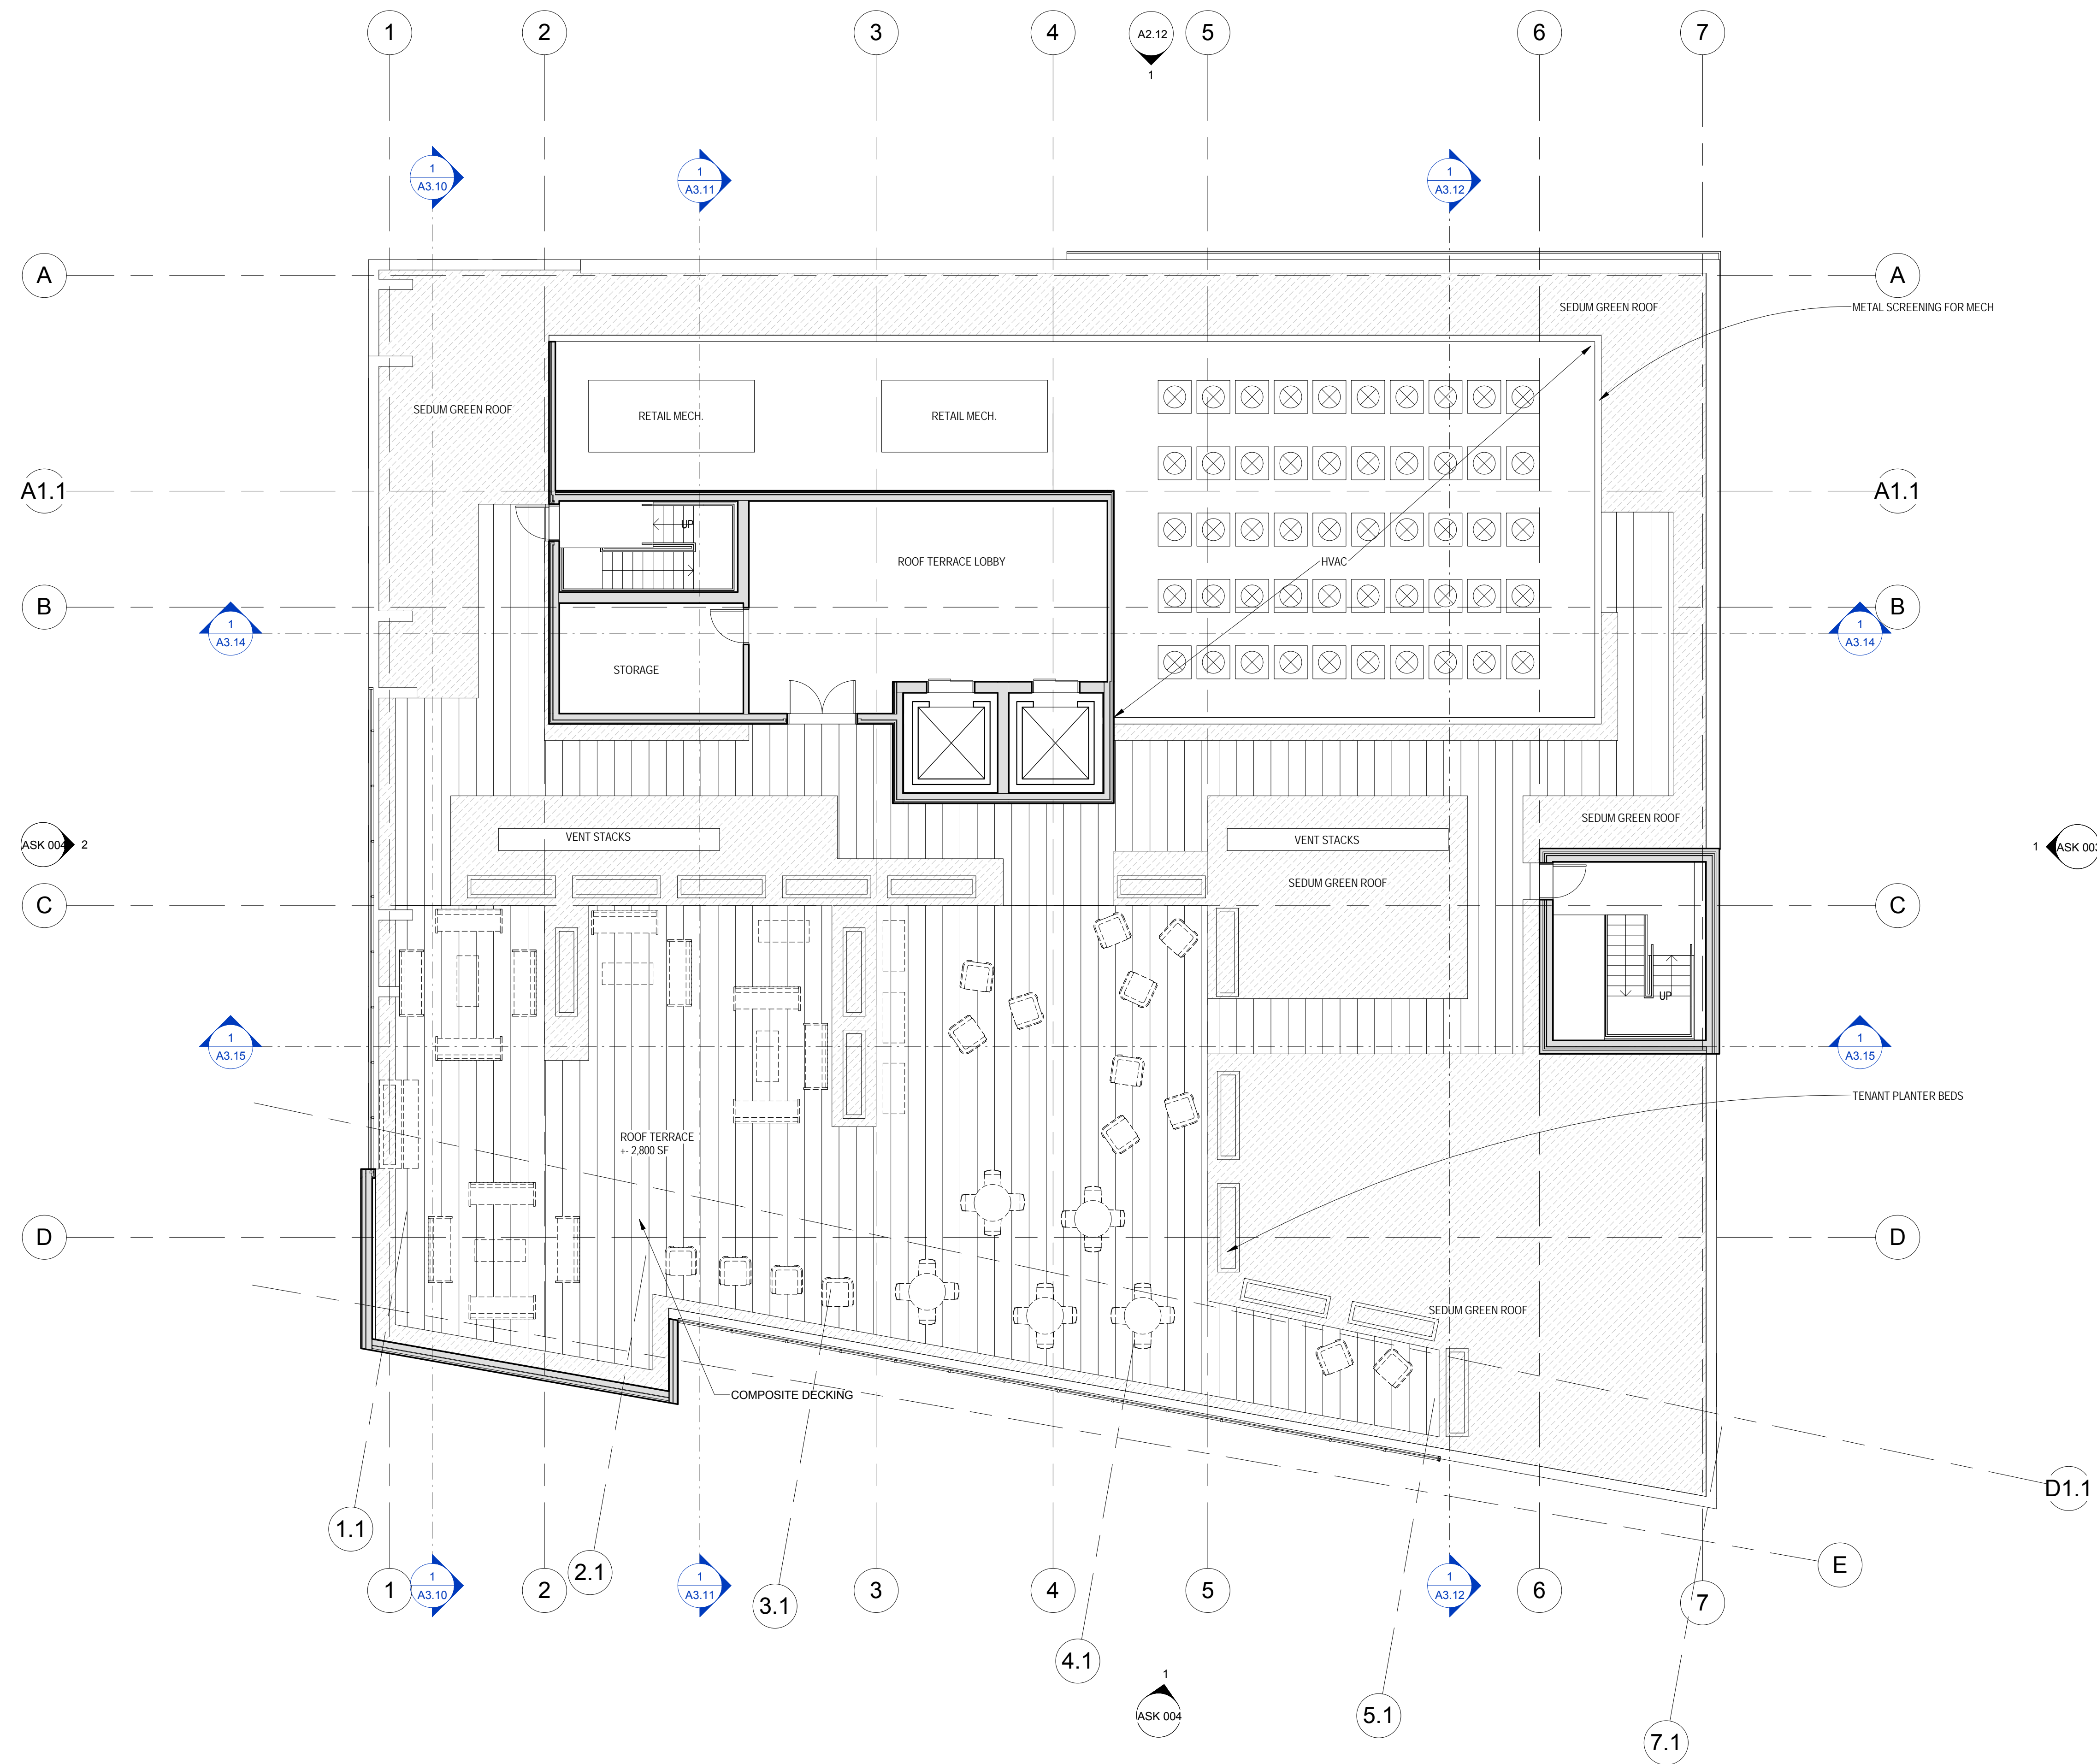 1
2
3
4
A2.12
1
5
6
7
1
A3.10
1
A3.11
1
A3.12
A
A
SEDUM GREEN ROOF
METAL SCREENING FOR MECH
SEDUM GREEN ROOF
RETAIL MECH.
RETAIL MECH.
A1.1
A1.1
UP
ROOF TERRACE LOBBY
HVAC
B
B
1
A3.14
1
A3.14
STORAGE
SEDUM GREEN ROOF
VENT STACKS
VENT STACKS
ASK 004
2
1
ASK 003
SEDUM GREEN ROOF
C
C
UP
1
A3.15
1
A3.15
TENANT PLANTER BEDS
ROOF TERRACE
+- 2,800 SF
D
D
SEDUM GREEN ROOF
COMPOSITE DECKING
D1.1
1.1
E
2.1
1
1
A3.10
2
1
A3.11
3.1
3
4
5
1
A3.12
6
7
4.1
1
ASK 004
5.1
7.1